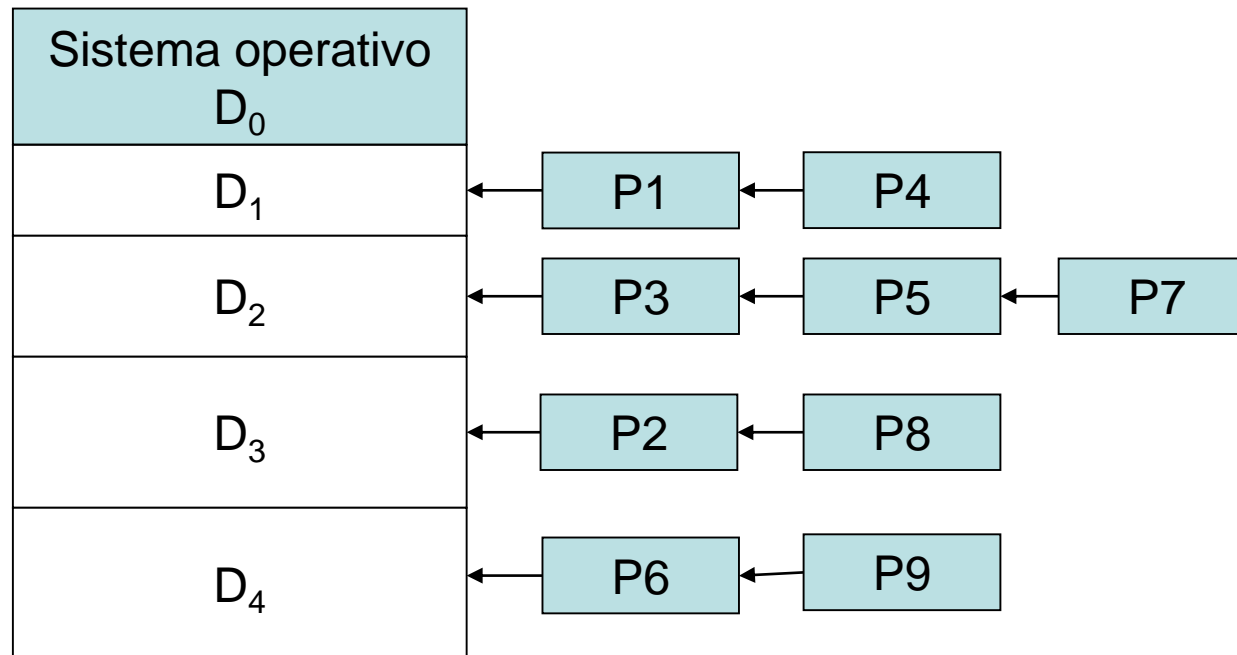 Sistema operativo
D₀
D₁
P1 P4
D₂
P3 P5 P7
D₃
P2 P8
D₄
P6 P9